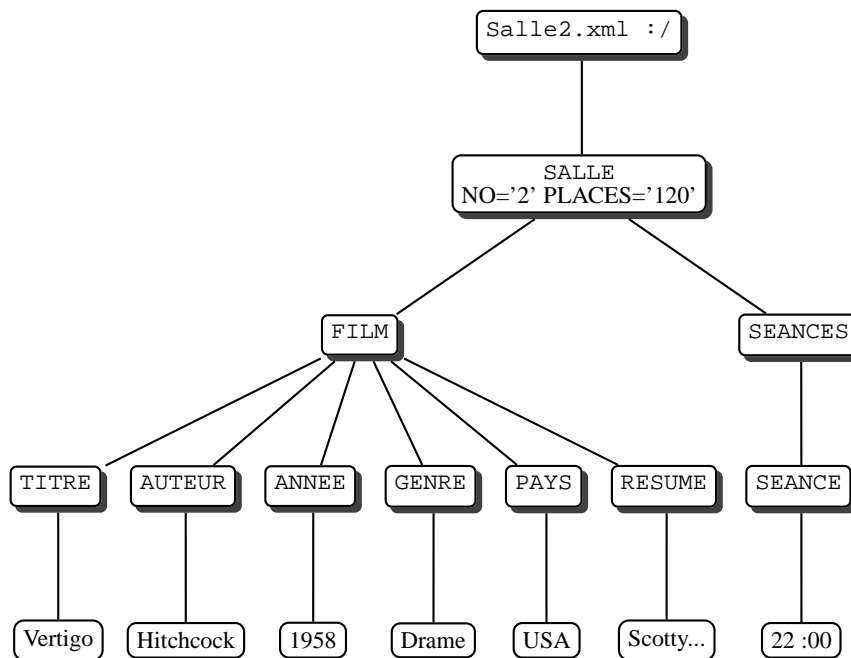 Salle2.xml :/
SALLE
NO='2' PLACES='120'
FILM
SEANCES
TITRE
AUTEUR
ANNEE
GENRE
PAYS
RESUME
SEANCE
Vertigo
Hitchcock
1958
Drame
USA
Scotty...
22 :00